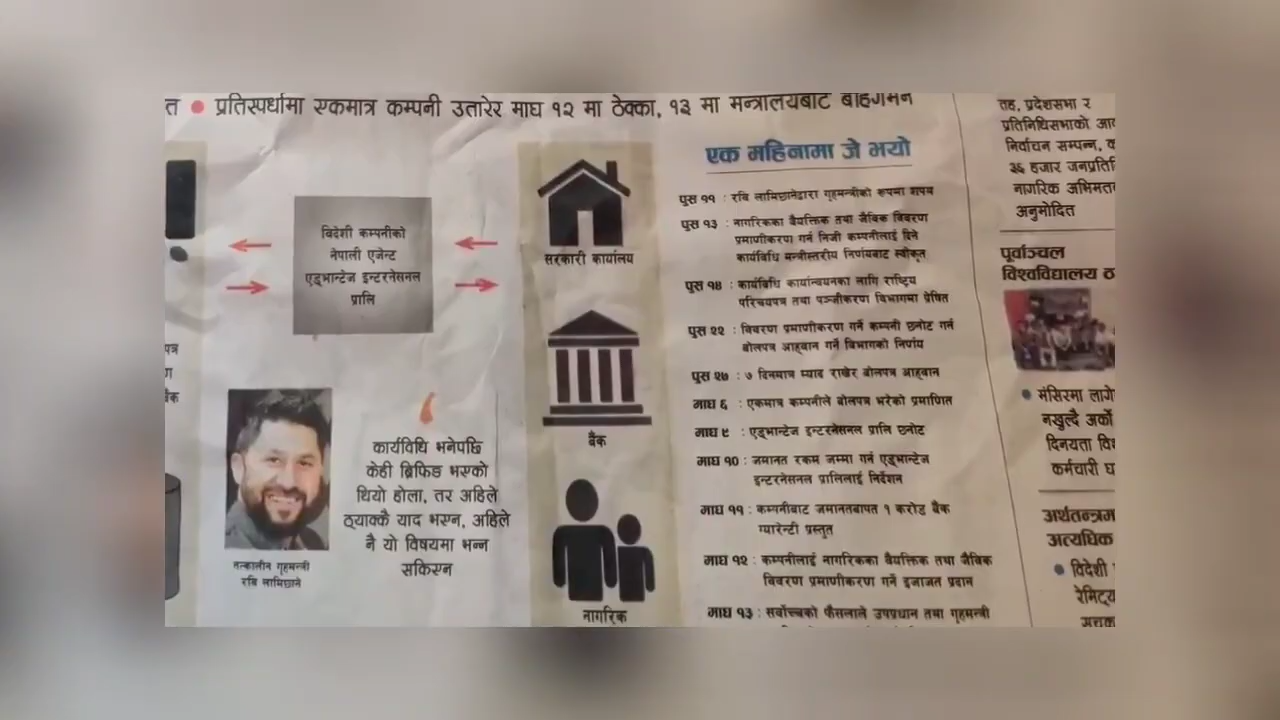 त ● प्रतिस्पर्धामा एकमात्र कम्पनी उतारेर माघ १२ मा ठेक्का, १३ मा मन्त्रालयबाट बहिर्गमन
विदेशी कम्पनीको
नेपाली एजेन्ट
एड्भान्टेज इन्टरनेसनल
प्रालि
तत्कालीन गृहमन्त्री
रवि लामिछाने
कार्यविधि भनेपछि
केही ब्रिफिङ भएको
थियो होला, तर अहिले
ठ्याक्कै याद भएन, अहिले
नै यो विषयमा भन्न
सकिएन
सरकारी कार्यालय
बैंक
नागरिक
एक महिनामा जे भयो
पुस ११ : रवि लामिछानेद्वारा गृहमन्त्रीको रूपमा शपथ
पुस १३ : नागरिकका वैयक्तिक तथा जैविक विवरण
प्रमाणीकरण गर्न निजी कम्पनीलाई दिने
कार्यविधि मन्त्रीस्तरीय निर्णयबाट स्वीकृत
पुस १४ : कार्यविधि कार्यान्वयनका लागि राष्ट्रिय
परिचयपत्र तथा पञ्जीकरण विभागमा प्रेषित
पुस २२ : विवरण प्रमाणीकरण गर्ने कम्पनी छनोट गर्न
बोलपत्र आह्वान गर्ने विभागको निर्णय
पुस २७ : ७ दिनमात्र म्याद राखेर बोलपत्र आह्वान
माघ ६ : एकमात्र कम्पनीले बोलपत्र भरेको प्रमाणित
माघ ९ : एड्भान्टेज इन्टरनेसनल प्रालि छनोट
माघ १० : जमानत रकम जम्मा गर्न एड्भान्टेज
इन्टरनेसनल प्रालिलाई निर्देशन
माघ ११ : कम्पनीबाट जमानतबापत १ करोड बैंक
ग्यारेन्टी प्रस्तुत
माघ १२ : कम्पनीलाई नागरिकका वैयक्तिक तथा जैविक
विवरण प्रमाणीकरण गर्ने इजाजत प्रदान
माघ १३ : सर्वोच्चको फैसलाले उपप्रधान तथा गृहमन्त्री
तह, प्रदेशसभा र
प्रतिनिधिसभाको
निर्वाचन सम्पन्न,
३६ हजार
नागरिक अभिमत
अनुमोदित
पूर्वाञ्चल
विश्वविद्यालय ठ
● मंसिरमा लागे
नखुल्दै अर्को
दिनयता
कर्मचारी घ
अर्थतन्त्रम
अत्यधिक
● विदेशी